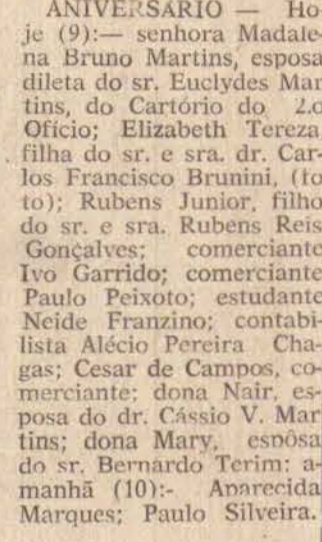 ANIVERSARIO — Ho-
je (9):— senhora Madale-
na Bruno Martins, esposa
dileta do sr. Euclydes Mar
tins, do Cartório do 2.o
Ofício; Elizabeth Tereza
filha do sr. e sra. dr. Car-
los Francisco Brunini, (fo
to); Rubens Junior, filho
do sr. e sra. Rubens Reis
Gonçalves; comerciante
Ivo Garrido; comerciante
Paulo Peixoto; estudante
Neide Franzino; contabi-
lista Alécio Pereira Cha-
gas; Cesar de Campos, co-
merciante; dona Nair, es-
posa do dr. Cássio V. Mar
tins; dona Mary, espôsa
do sr. Bernardo Terim; a-
manhã (10):- Aparecida
Marques; Paulo Silveira.